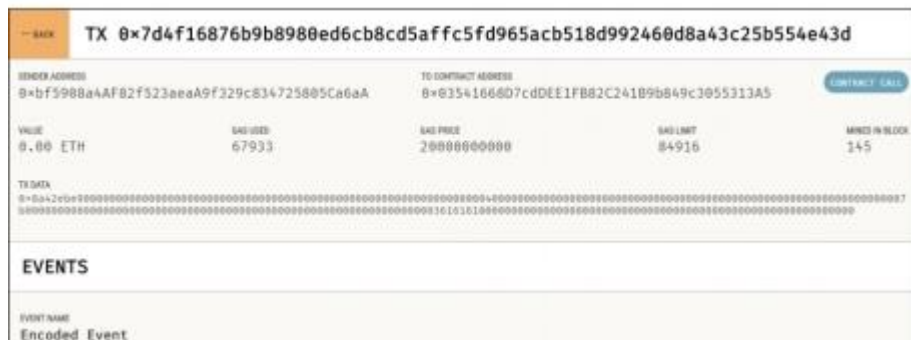 ← BACK
TX 0×7d4f16876b9b8980ed6cb8cd5affc5fd965acb518d992460d8a43c25b554e43d
SENDER ADDRESS
0×bf5908a4AF82f523aeaA9f329c834725805Ca6aA
TO CONTRACT ADDRESS
0×03541668D7cdDEE1FB82C241B9b849c3055313A5
CONTRACT CALL
VALUE
0.00 ETH
GAS USED
67933
GAS PRICE
20000000000
GAS LIMIT
84916
MINED IN BLOCK
145
TX DATA
EVENTS
EVENT NAME
Encoded Event